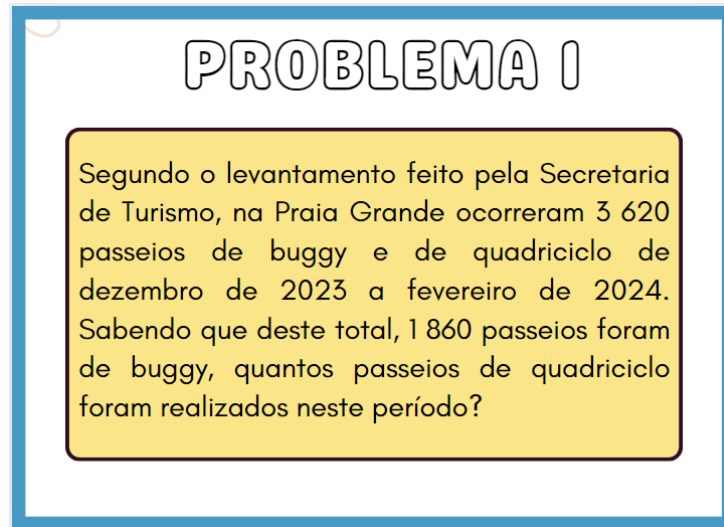 PROBLEMA 1
Segundo o levantamento feito pela Secretaria
de Turismo, na Praia Grande ocorreram 3 620
passeios de buggy e de quadriciclo de
dezembro de 2023 a fevereiro de 2024.
Sabendo que deste total, 1 860 passeios foram
de buggy, quantos passeios de quadriciclo
foram realizados neste período?